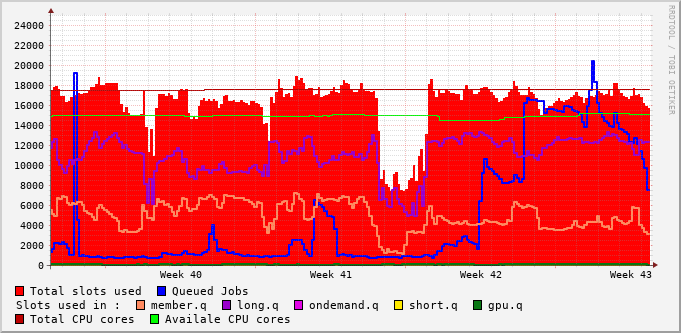 RRDTOOL / TOBI OETIKER
24000
22000
20000
18000
16000
14000
12000
10000
8000
6000
4000
2000
0
Week 40 Week 41 Week 42 Week 43
Total slots used Queued Jobs
Slots used in : member.q long.q ondemand.q short.q gpu.q
Total CPU cores Availale CPU cores